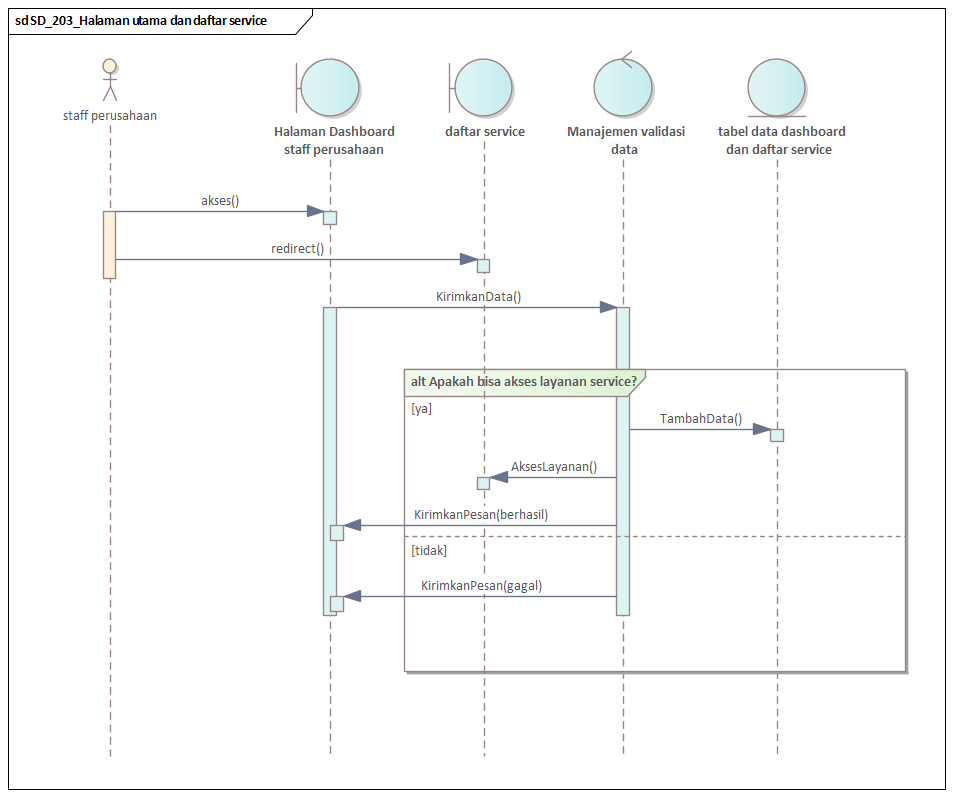 sd SD_203_Halaman utama dan daftar service
staff perusahaan
Halaman Dashboard
staff perusahaan
daftar service
Manajemen validasi
data
tabel data dashboard
dan daftar service
akses()
redirect()
KirimkanData()
alt Apakah bisa akses layanan service?
[ya]
TambahData()
AksesLayanan()
KirimkanPesan(berhasil)
[tidak]
KirimkanPesan(gagal)